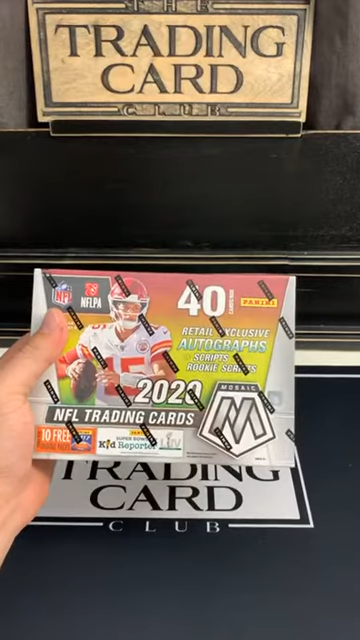 THE
TRADING
CARD
CLUB
NFL
NFLPA
40
PANINI
RETAIL EXCLUSIVE
AUTOGRAPHS
SCRIPTS
ROOKIE SCRIPTS
2020
MOSAIC
NFL TRADING CARDS
10 FREE
SUPER BOWL
Kid Reporter
LIV
TRADING
CARD
CLUB